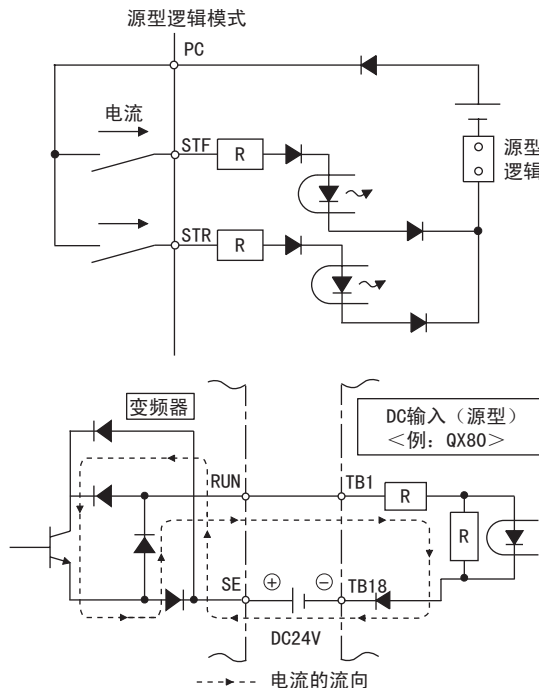 源型逻辑模式
PC
电流
STF
R
源型
逻辑
STR
R
变频器
DC输入（源型）
<例：QX80>
RUN
TB1
R
R
SE
⊕
⊖
TB18
DC24V
电流的流向